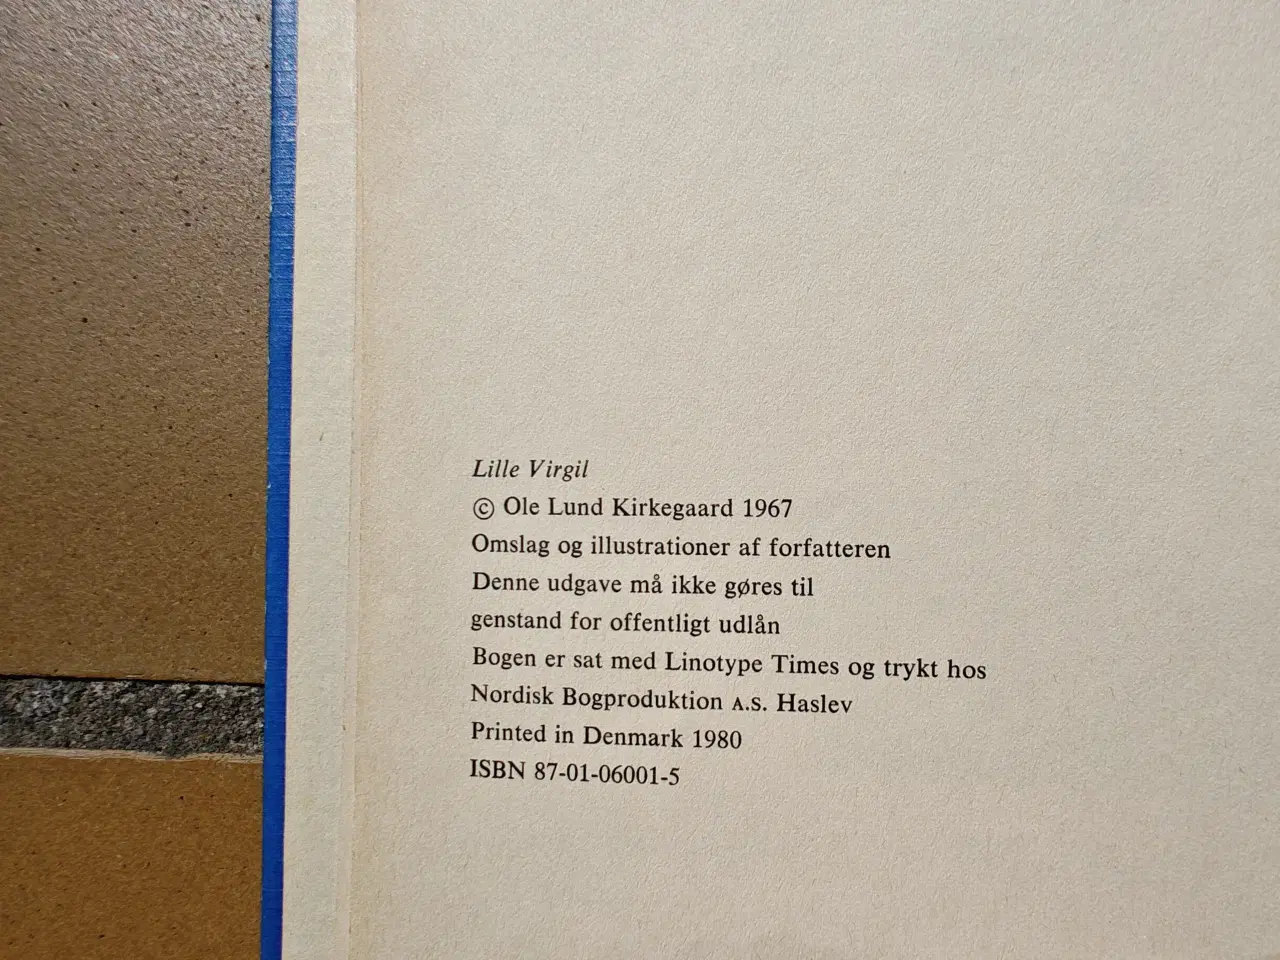 Lille Virgil
© Ole Lund Kirkegaard 1967
Omslag og illustrationer af forfatteren
Denne udgave må ikke gøres til
genstand for offentligt udlån
Bogen er sat med Linotype Times og trykt hos
Nordisk Bogproduktion A.S. Haslev
Printed in Denmark 1980
ISBN 87-01-06001-5